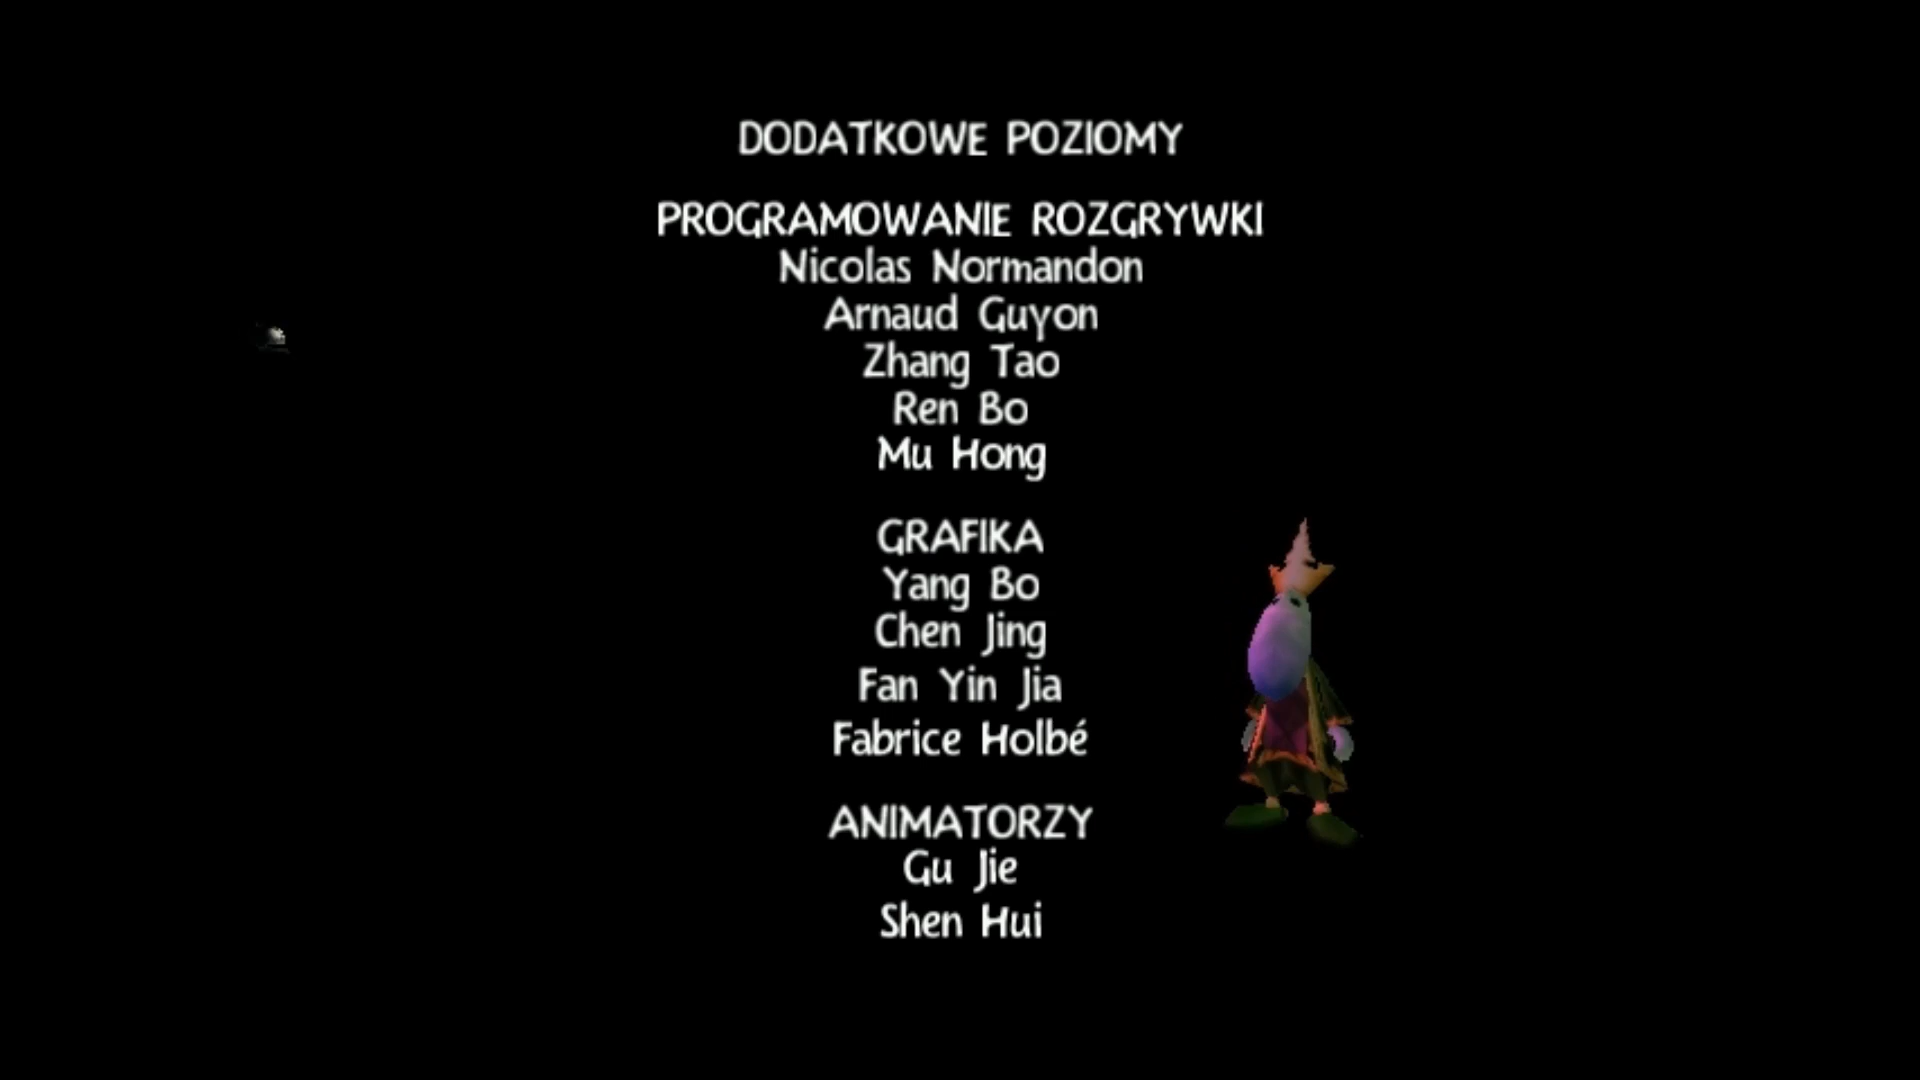 DODATKOWE POZIOMY
PROGRAMOWANIE ROZGRYWKI
Nicolas Normandon
Arnaud Guyon
Zhang Tao
Ren Bo
Mu Hong
GRAFIKA
Yang Bo
Chen Jing
Fan Yin Jia
Fabrice Holbé
ANIMATORZY
Gu Jie
Shen Hui